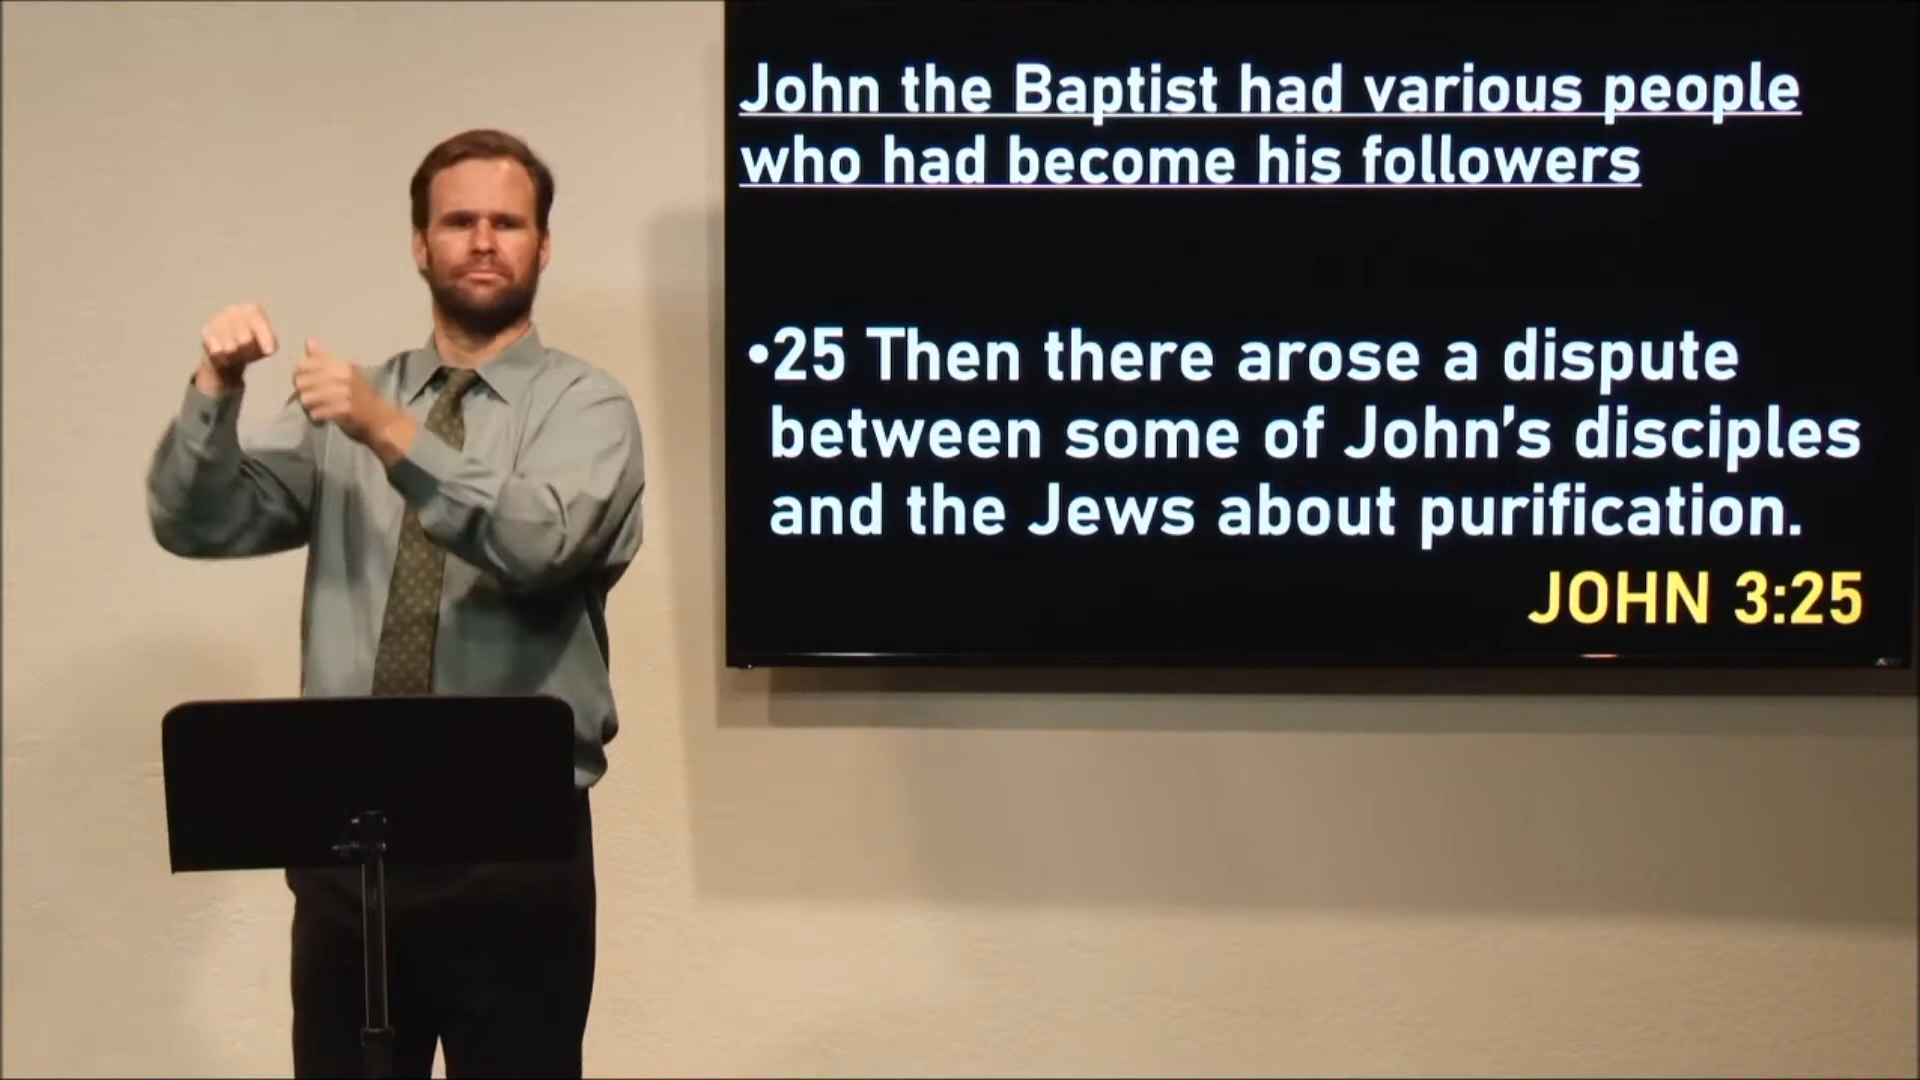 John the Baptist had various people
who had become his followers
•25 Then there arose a dispute
between some of John's disciples
and the Jews about purification.
JOHN 3:25